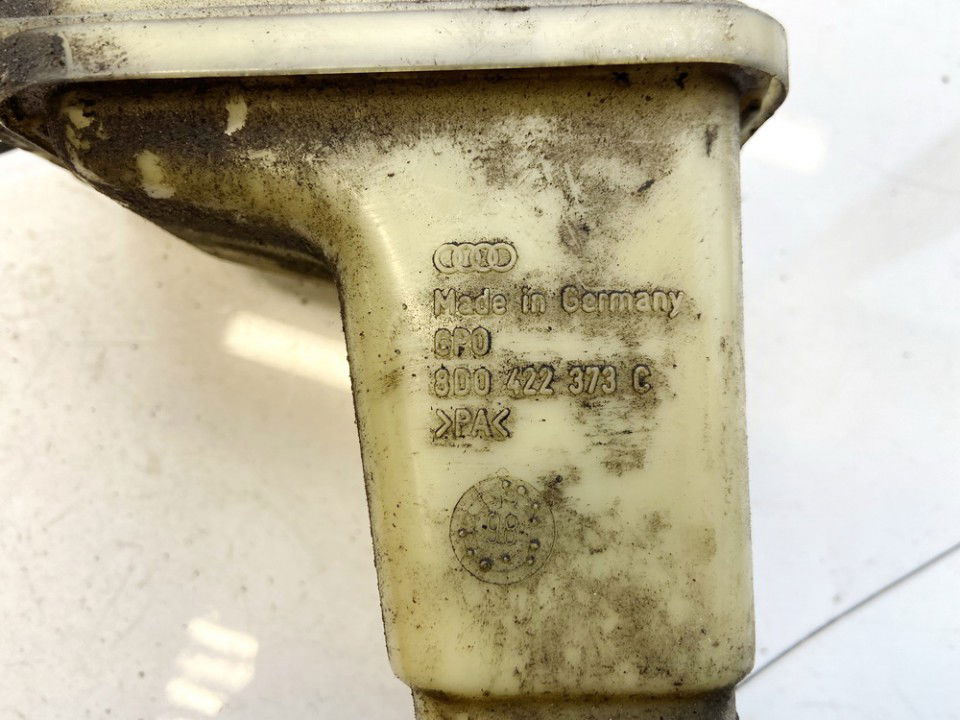 Made in Germany
GPO
8D0 422 373 C
>PA<